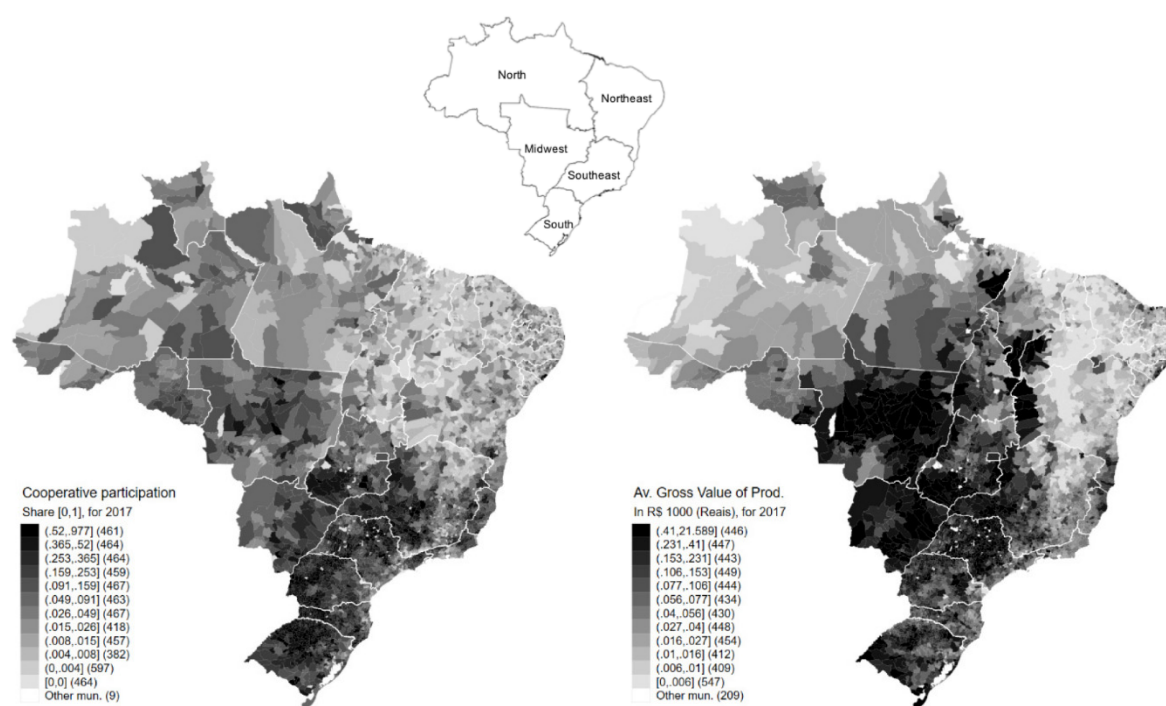 North
Northeast
Midwest
Southeast
South
Cooperative participation
Share [0,1], for 2017
(.52,.977] (461)
(.365,.52] (464)
(.253,.365] (464)
(.159,.253] (459)
(.091,.159] (467)
(.049,.091] (463)
(.026,.049] (467)
(.015,.026] (418)
(.008,.015] (457)
(.004,.008] (382)
(0,.004] (597)
[0,0] (464)
Other mun. (9)
Av. Gross Value of Prod.
In R$ 1000 (Reais), for 2017
(.41,21.589] (446)
(.231,.41] (447)
(.153,.231] (443)
(.106,.153] (449)
(.077,.106] (444)
(.056,.077] (434)
(.04,.056] (430)
(.027,.04] (448)
(.016,.027] (454)
(.01,.016] (412)
(.006,.01] (409)
[0,.006] (547)
Other mun. (209)